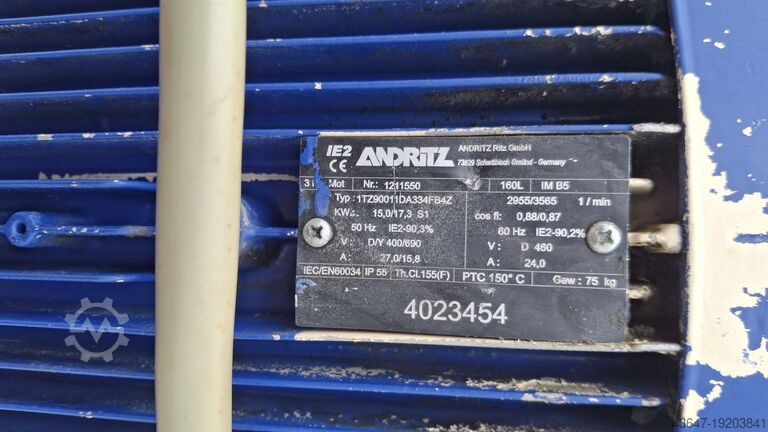 IE2 ANDRITZ ANDRITZ Ritz GmbH
CE 73529 Schwäbisch Gmünd - Germany
Mot Nr.: 1211550 160L IM B5
Typ : 1TZ90011DA334FB4Z 2955/3565 1 / min
KW: 15,0/17,3 S1 cos fi: 0,88/0,87
50 Hz IE2-90,3% 60 Hz IE2-90,2%
V : D/Y 400/690 V : D 460
A : 27,0/15,8 A : 24,0
IEC/EN60034 IP 55 Th.Cl.155(F) PTC 150° C Gew : 75 kg
4023454
43647-19203841